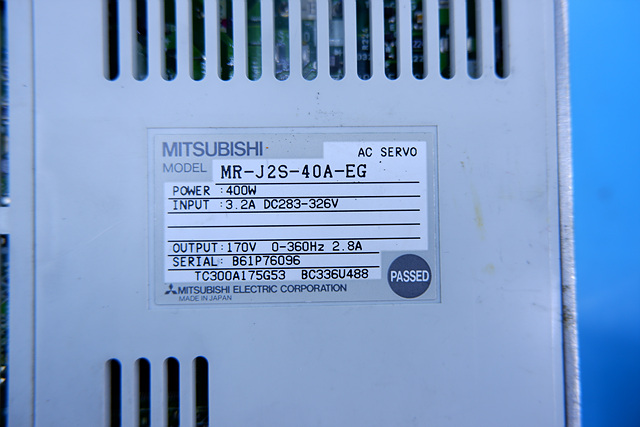 MITSUBISHI
AC SERVO
MODEL MR-J2S-40A-EG
POWER :400W
INPUT :3.2A DC283-326V
OUTPUT:170V 0-360Hz 2.8A
SERIAL: B61P76096
TC300A175G53 BC336U488
PASSED
MITSUBISHI ELECTRIC CORPORATION
MADE IN JAPAN